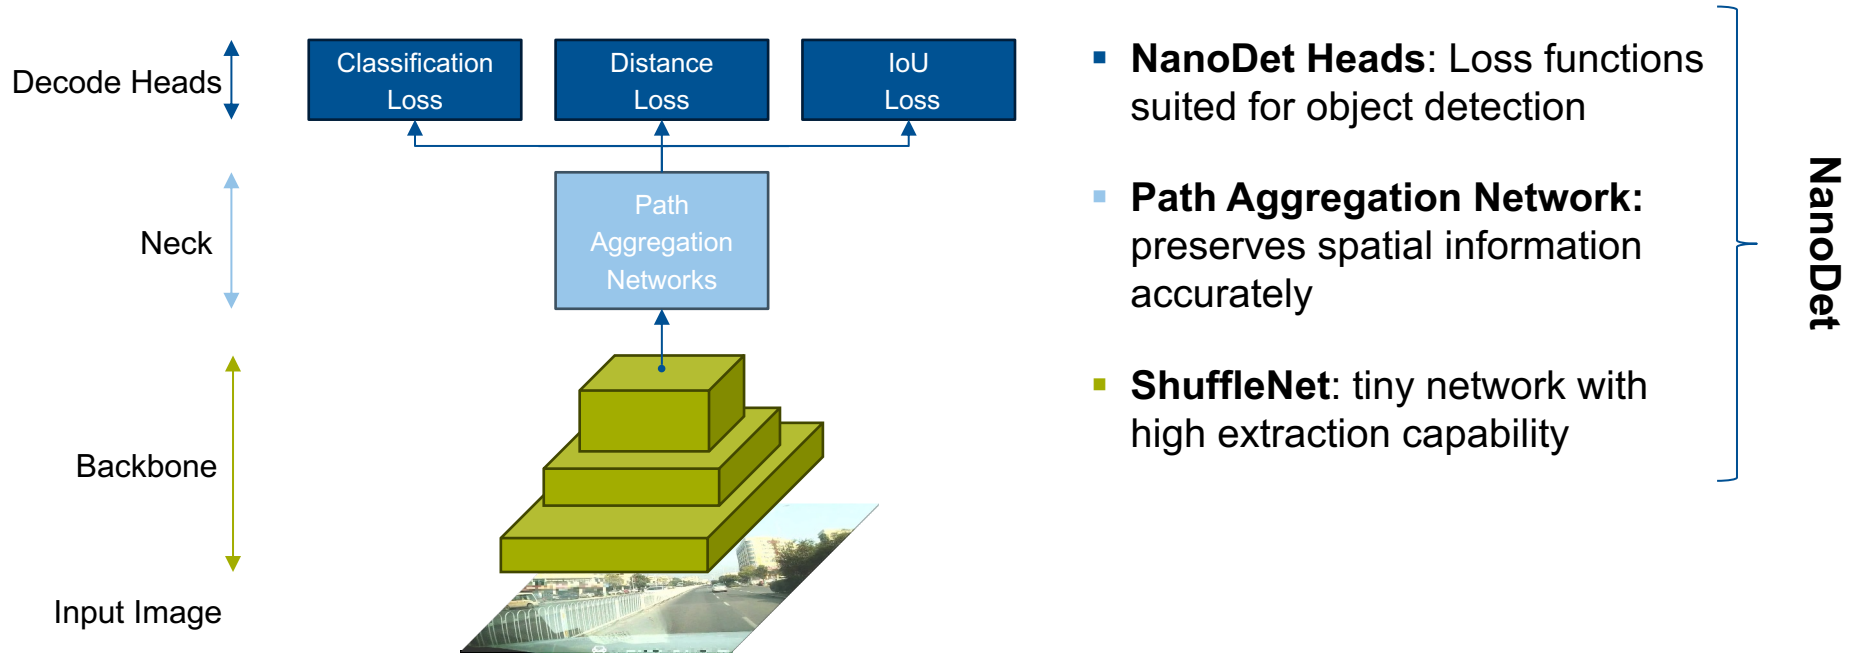 Decode Heads
Classification
Loss
Distance
Loss
IoU
Loss
Neck
Path
Aggregation
Networks
Backbone
Input Image
NanoDet Heads: Loss functions
suited for object detection
Path Aggregation Network:
preserves spatial information
accurately
ShuffleNet: tiny network with
high extraction capability
NanoDet